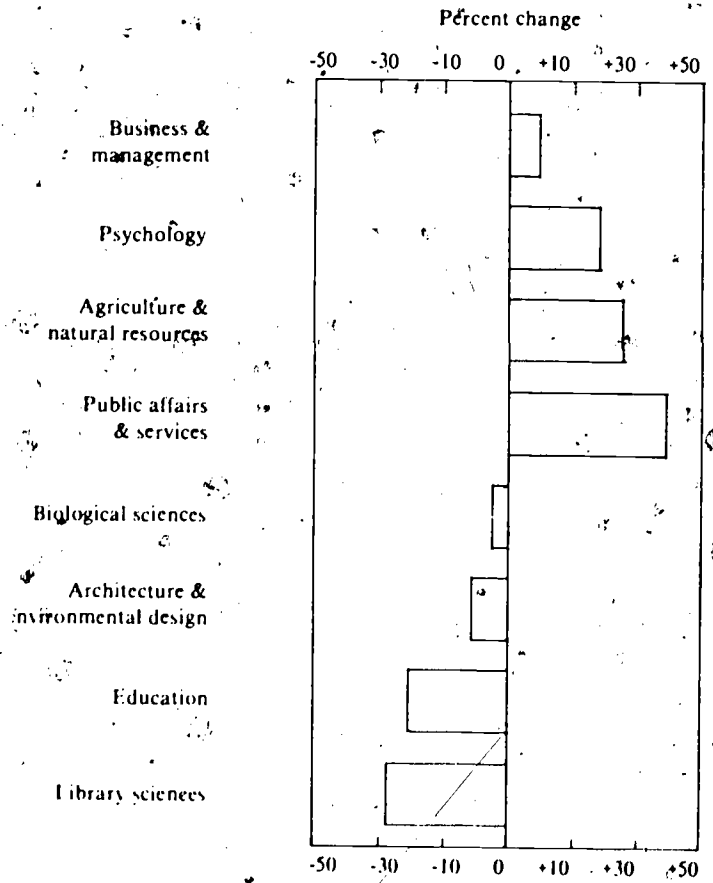 Percent change
-50 -30 -10 0 +10 +30 +50
Business &
management
Psychology
Agriculture &
natural resources
Public affairs
& services
Biological sciences
Architecture &
nvironmental design
Education
Library sciences
-50 -30 -10 0 +10 +30 +50